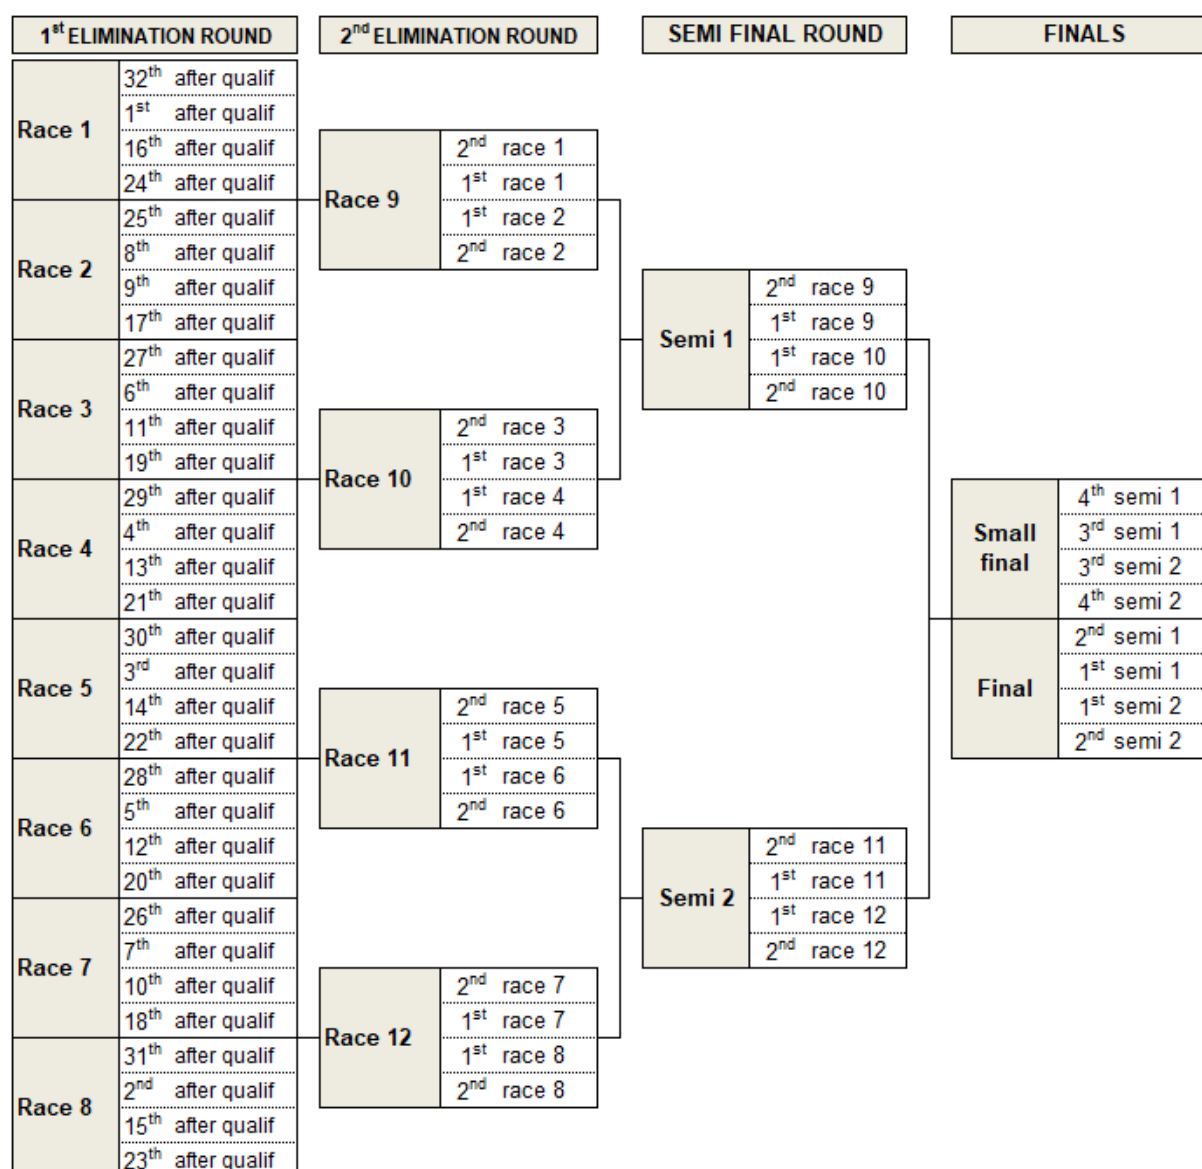 1st ELIMINATION ROUND
2nd ELIMINATION ROUND
SEMI FINAL ROUND
FINALS
Race 1
32th after qualif
1st after qualif
16th after qualif
24th after qualif
Race 2
25th after qualif
8th after qualif
9th after qualif
17th after qualif
Race 3
27th after qualif
6th after qualif
11th after qualif
19th after qualif
Race 4
29th after qualif
4th after qualif
13th after qualif
21th after qualif
Race 5
30th after qualif
3rd after qualif
14th after qualif
22th after qualif
Race 6
28th after qualif
5th after qualif
12th after qualif
20th after qualif
Race 7
26th after qualif
7th after qualif
10th after qualif
18th after qualif
Race 8
31th after qualif
2nd after qualif
15th after qualif
23th after qualif
Race 9
2nd race 1
1st race 1
1st race 2
2nd race 2
Race 10
2nd race 3
1st race 3
1st race 4
2nd race 4
Race 11
2nd race 5
1st race 5
1st race 6
2nd race 6
Race 12
2nd race 7
1st race 7
1st race 8
2nd race 8
Semi 1
2nd race 9
1st race 9
1st race 10
2nd race 10
Semi 2
2nd race 11
1st race 11
1st race 12
2nd race 12
Small
final
4th semi 1
3rd semi 1
3rd semi 2
4th semi 2
Final
2nd semi 1
1st semi 1
1st semi 2
2nd semi 2